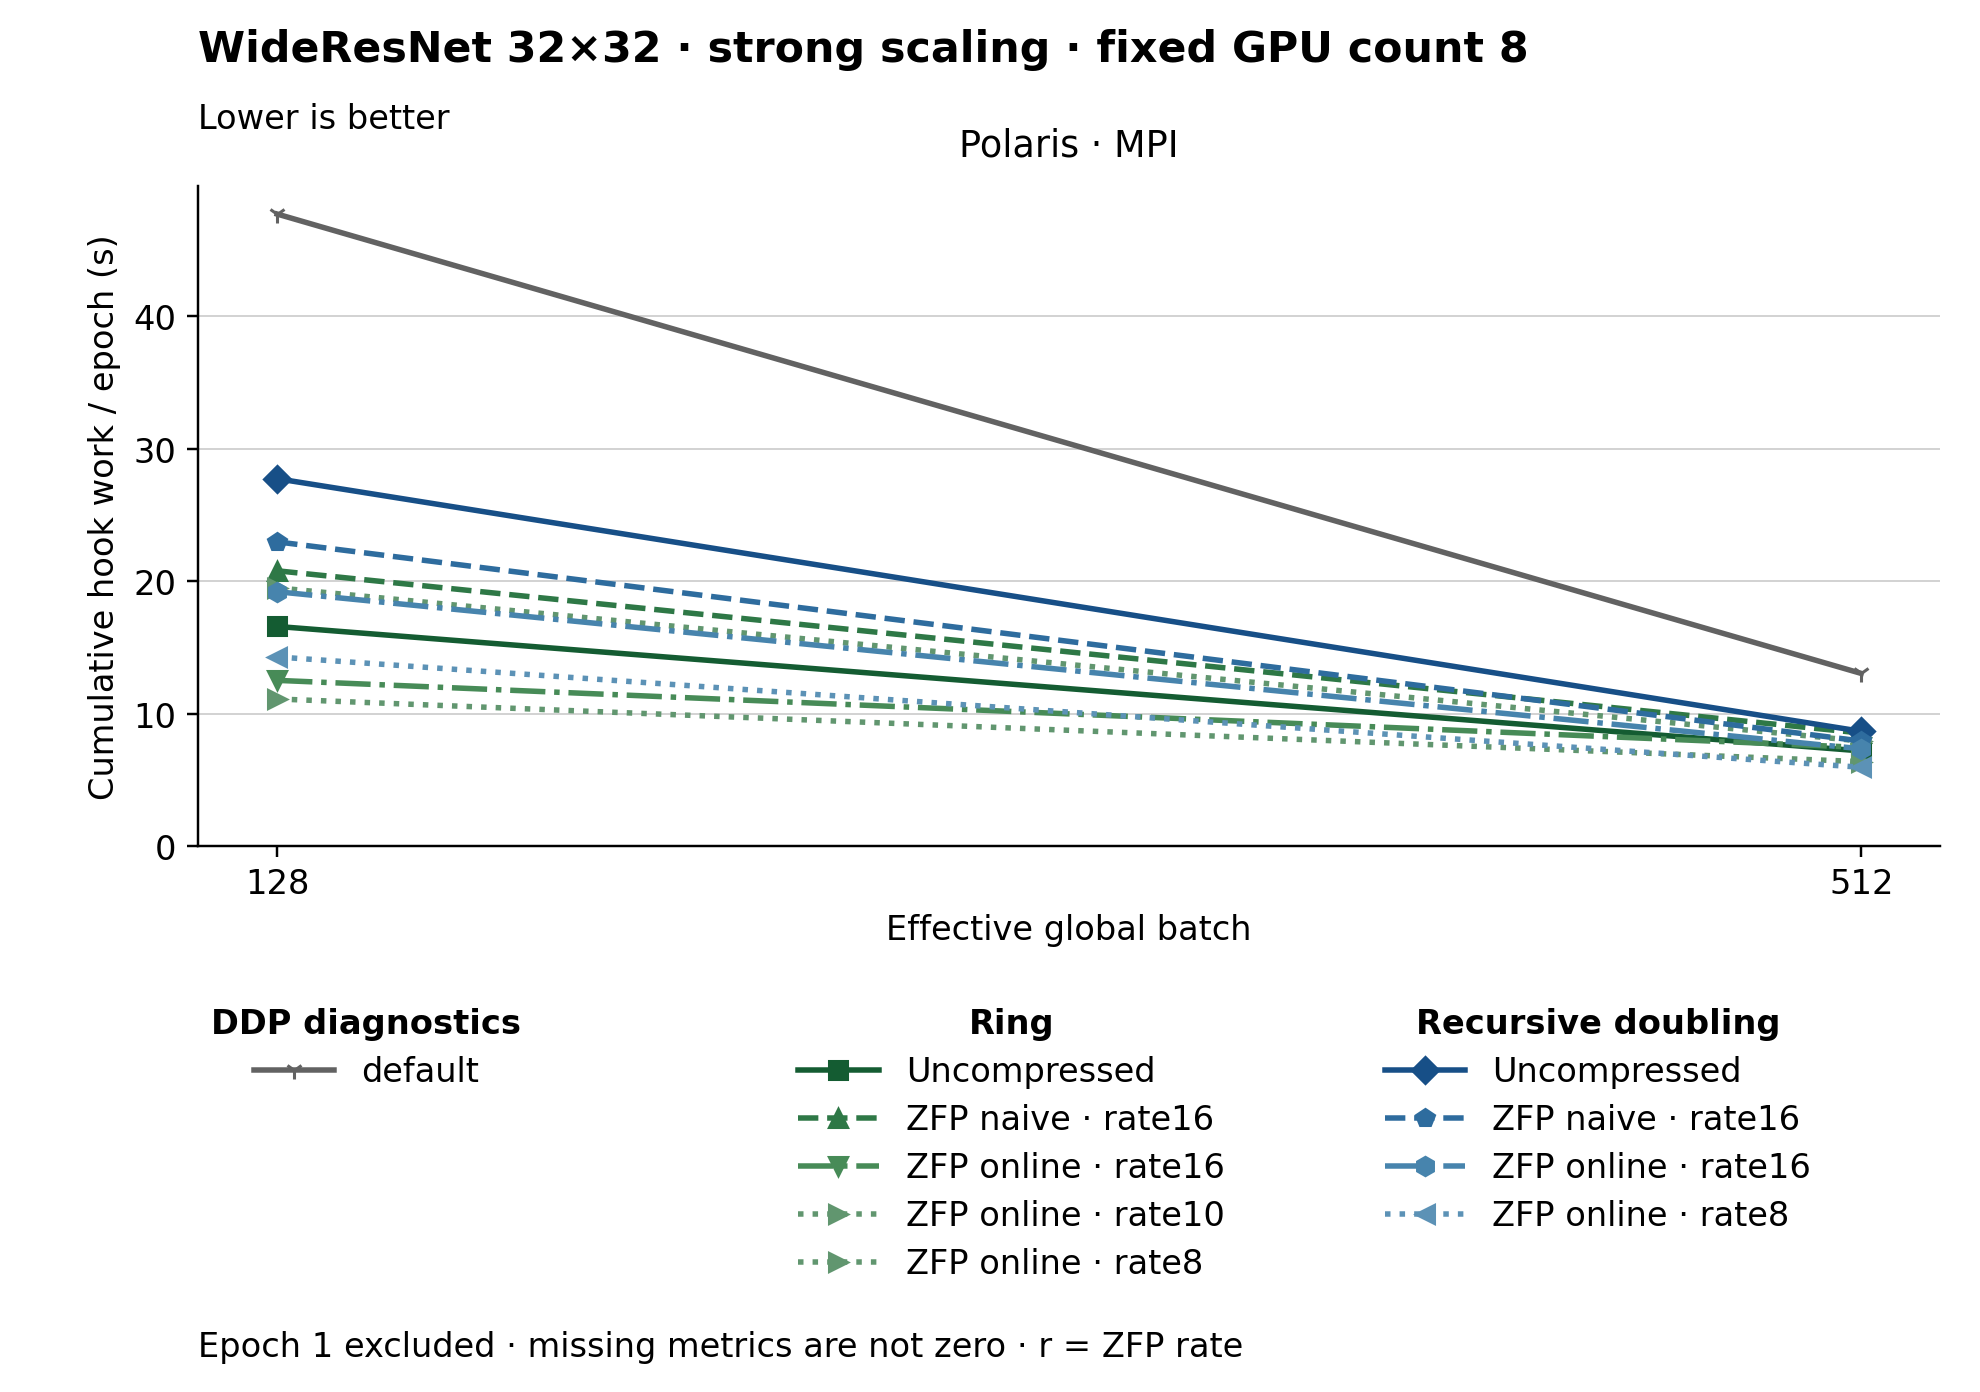 WideResNet 32×32 · strong scaling · fixed GPU count 8
Lower is better
Polaris · MPI
Cumulative hook work / epoch (s)
40
30
20
10
0
128
512
Effective global batch
DDP diagnostics
default
Ring
Uncompressed
ZFP naive · rate16
ZFP online · rate16
ZFP online · rate10
ZFP online · rate8
Recursive doubling
Uncompressed
ZFP naive · rate16
ZFP online · rate16
ZFP online · rate8
Epoch 1 excluded · missing metrics are not zero · r = ZFP rate